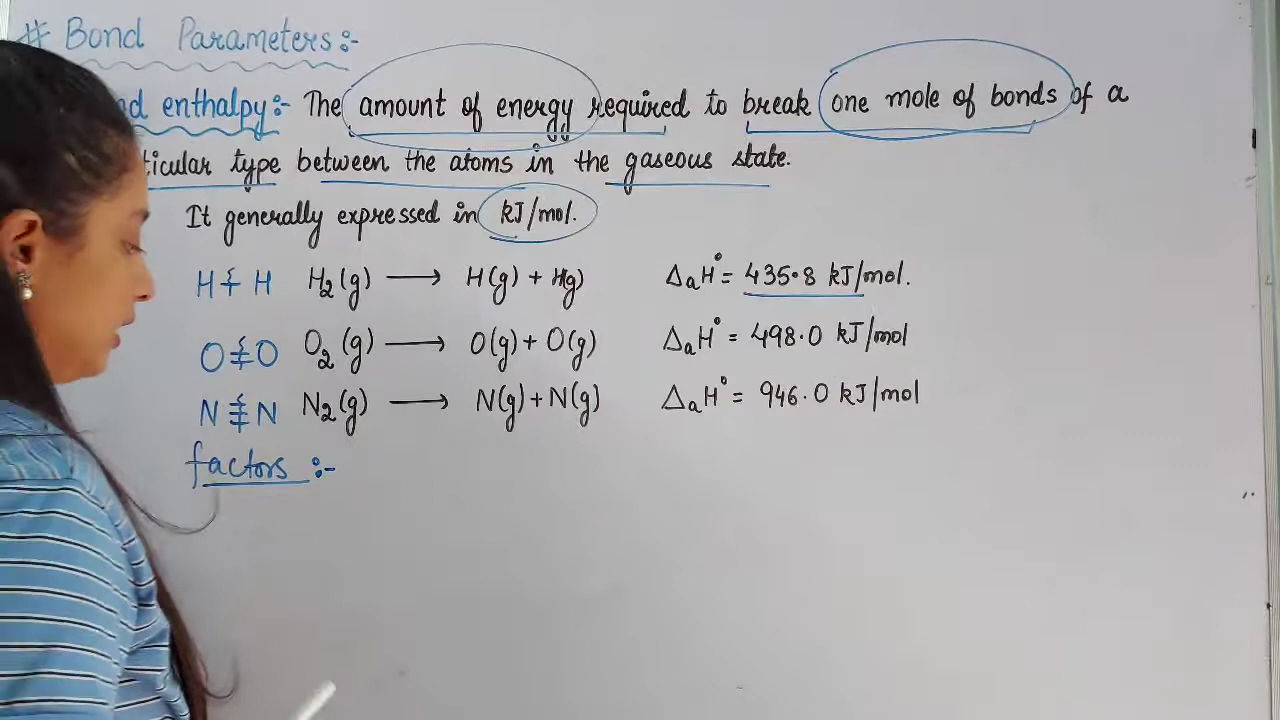 # Bond Parameters:-
enthalpy:- The amount of energy required to break one mole of bonds of a
between the atoms in the gaseous state.
type
It generally expressed in kJ/mol.
H-H H₂(g) ⟶ H(g) + H(g) ΔₐH° = 435.8 kJ/mol.
O=O O₂(g) ⟶ O(g) + O(g) ΔₐH° = 498.0 kJ/mol
N≡N N₂(g) ⟶ N(g) + N(g) ΔₐH° = 946.0 kJ/mol
factors :-